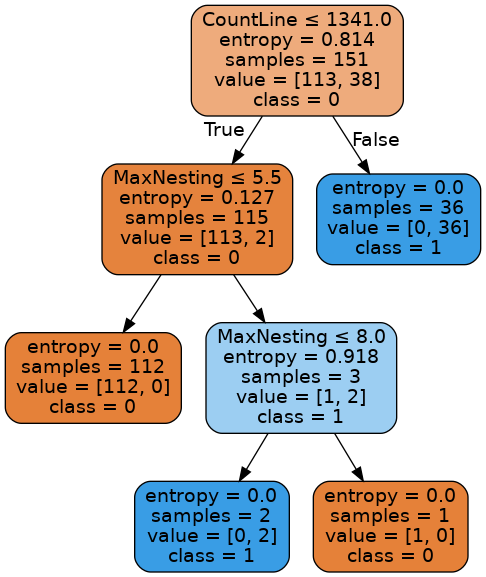 CountLine ≤ 1341.0
entropy = 0.814
samples = 151
value = [113, 38]
class = 0
True
False
MaxNesting ≤ 5.5
entropy = 0.127
samples = 115
value = [113, 2]
class = 0
entropy = 0.0
samples = 36
value = [0, 36]
class = 1
entropy = 0.0
samples = 112
value = [112, 0]
class = 0
MaxNesting ≤ 8.0
entropy = 0.918
samples = 3
value = [1, 2]
class = 1
entropy = 0.0
samples = 2
value = [0, 2]
class = 1
entropy = 0.0
samples = 1
value = [1, 0]
class = 0